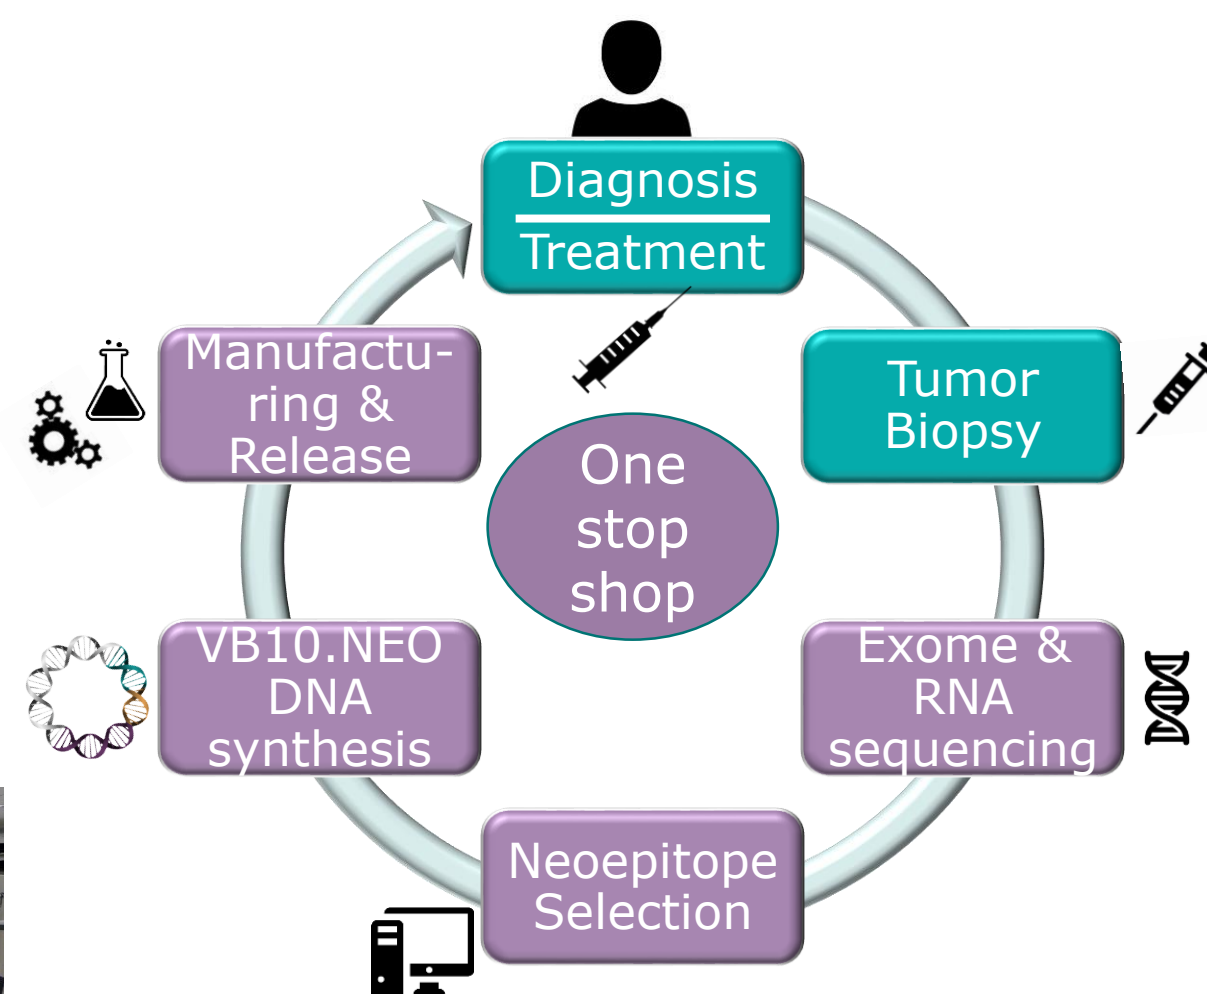 Diagnosis
Treatment
Tumor
Biopsy
Exome &
RNA
sequencing
Neoepitope
Selection
VB10.NEO
DNA
synthesis
Manufactu-
ring &
Release
One
stop
shop